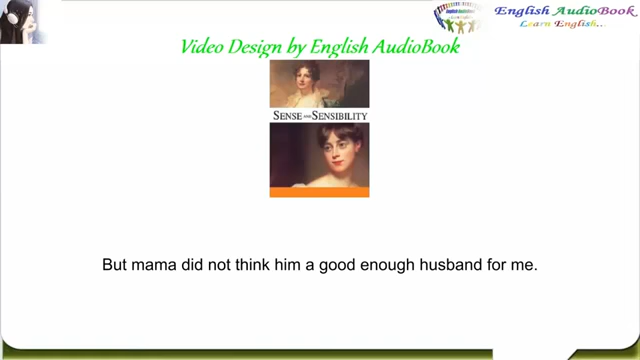 English AudioBook
Learn English...
Video Design by English AudioBook
SENSE AND SENSIBILITY
But mama did not think him a good enough husband for me.